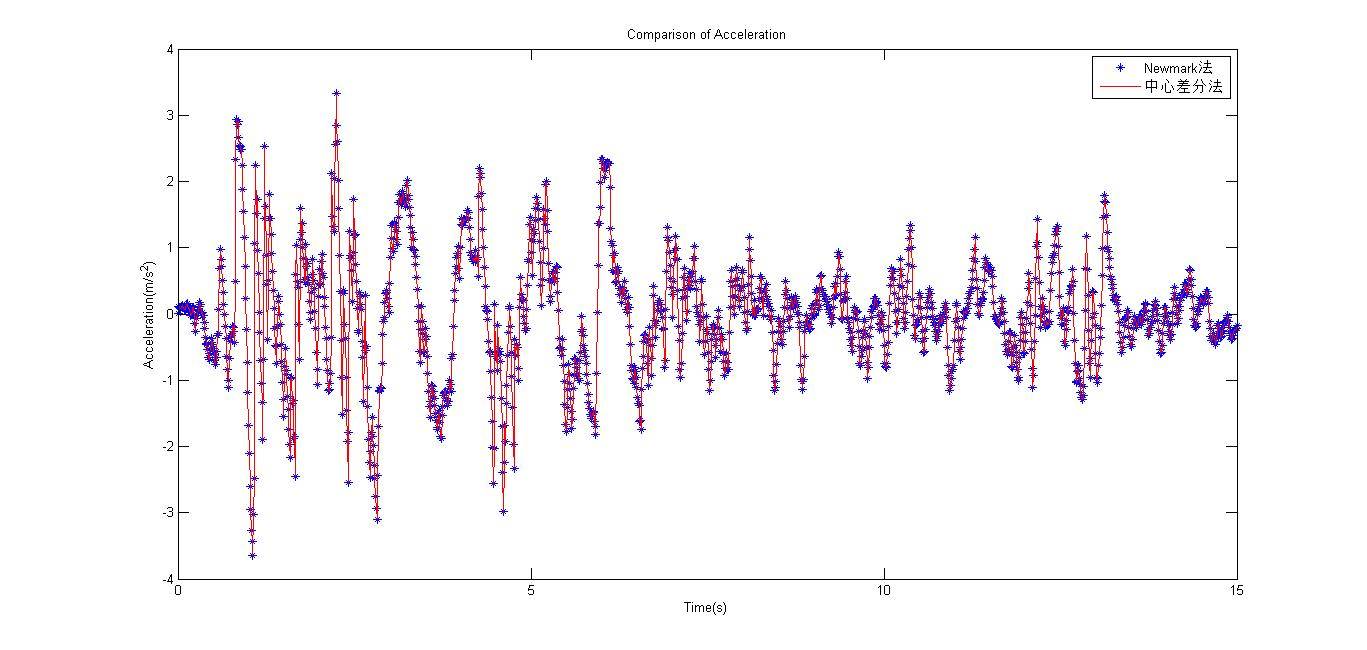 Comparison of Acceleration
4
3
2
1
0
-1
-2
-3
-4
Acceleration(m/s²)
Newmark法
中心差分法
0
5
10
15
Time(s)